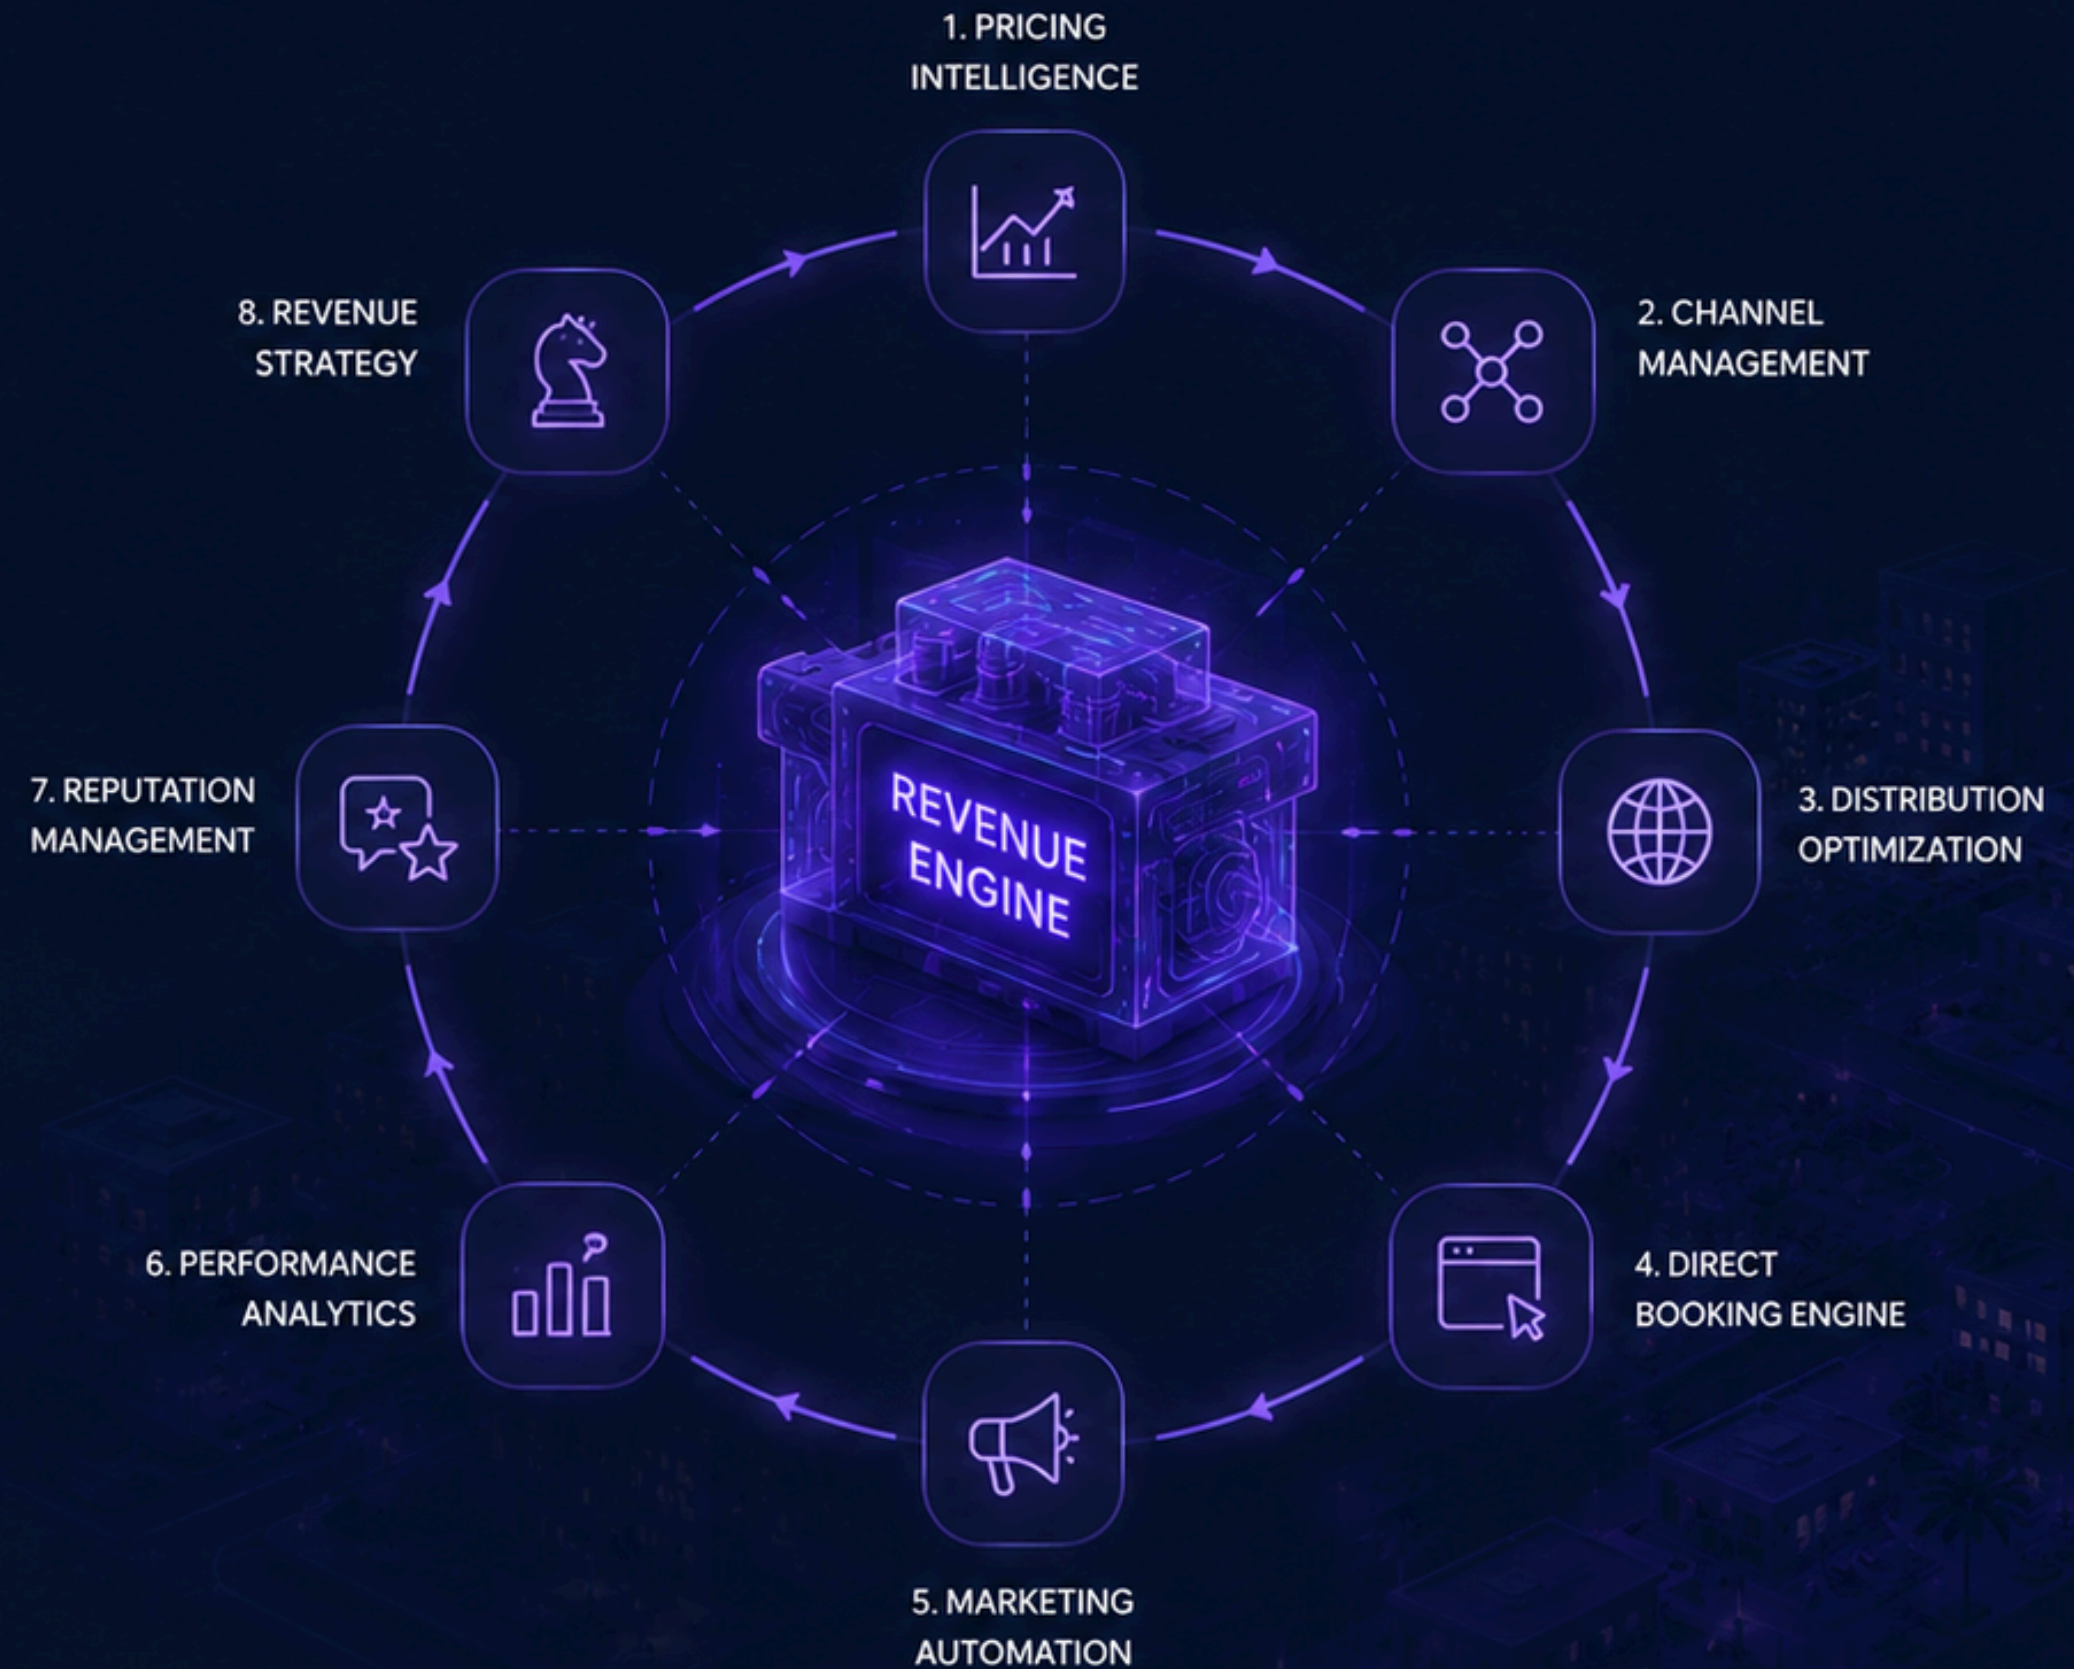 1. PRICING
INTELLIGENCE
2. CHANNEL
MANAGEMENT
3. DISTRIBUTION
OPTIMIZATION
4. DIRECT
BOOKING ENGINE
5. MARKETING
AUTOMATION
6. PERFORMANCE
ANALYTICS
7. REPUTATION
MANAGEMENT
8. REVENUE
STRATEGY
REVENUE
ENGINE